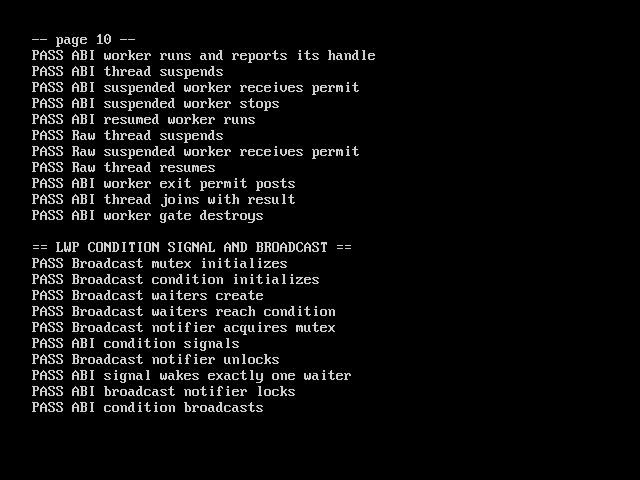 -- page 10 --
PASS ABI worker runs and reports its handle
PASS ABI thread suspends
PASS ABI suspended worker receives permit
PASS ABI suspended worker stops
PASS ABI resumed worker runs
PASS Raw thread suspends
PASS Raw suspended worker receives permit
PASS Raw thread resumes
PASS ABI worker exit permit posts
PASS ABI thread joins with result
PASS ABI worker gate destroys
== LWP CONDITION SIGNAL AND BROADCAST ==
PASS Broadcast mutex initializes
PASS Broadcast condition initializes
PASS Broadcast waiters create
PASS Broadcast waiters reach condition
PASS Broadcast notifier acquires mutex
PASS ABI condition signals
PASS Broadcast notifier unlocks
PASS ABI signal wakes exactly one waiter
PASS ABI broadcast notifier locks
PASS ABI condition broadcasts